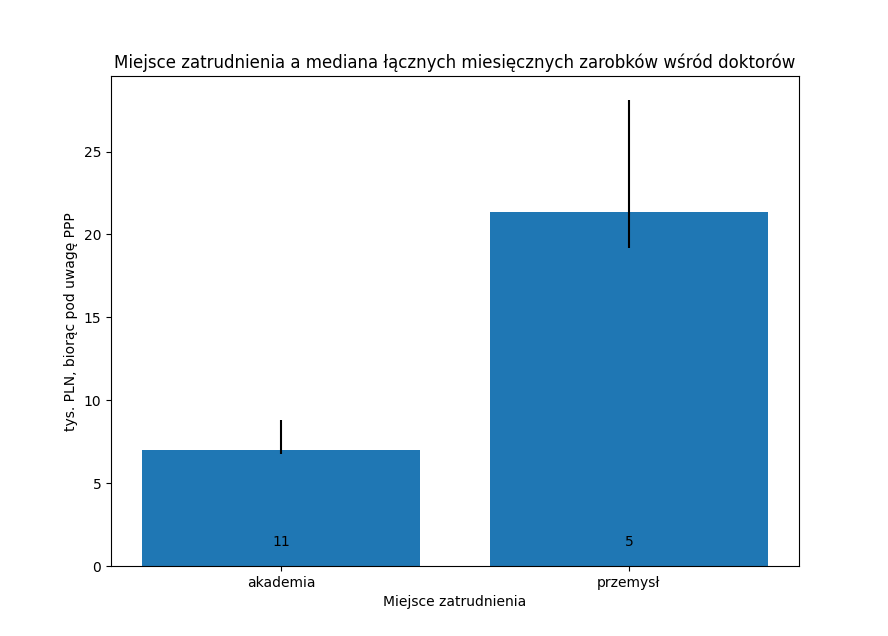 Miejsce zatrudnienia a mediana łącznych miesięcznych zarobków wśród doktorów
tys. PLN, biorąc pod uwagę PPP
25
20
15
10
5
0
11
5
akademia
przemysł
Miejsce zatrudnienia